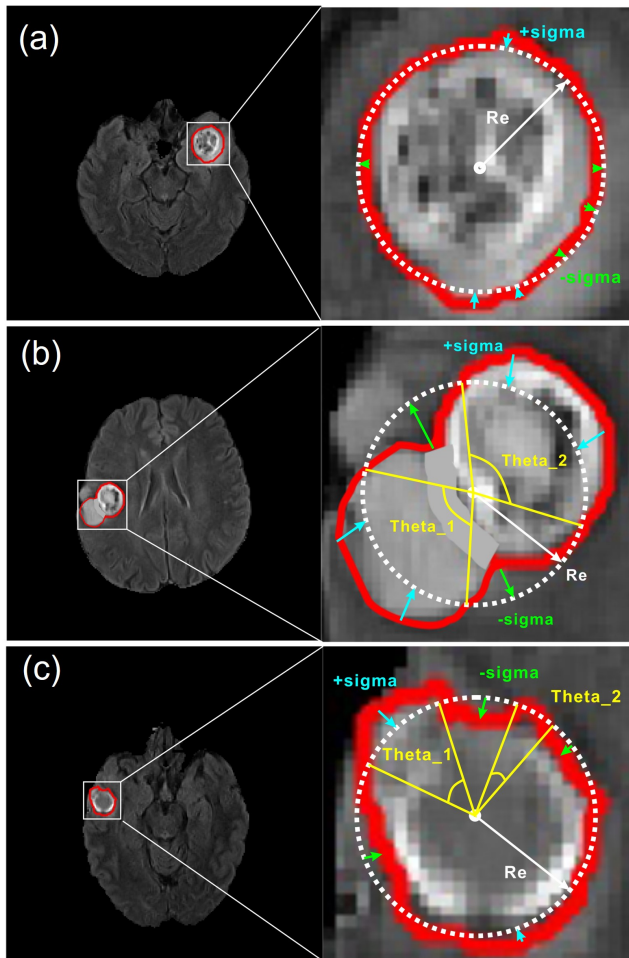 (a)
+sigma
Re
-sigma
(b)
+sigma
Theta_2
Theta_1
Re
-sigma
(c)
+sigma
-sigma
Theta_2
Theta_1
Re